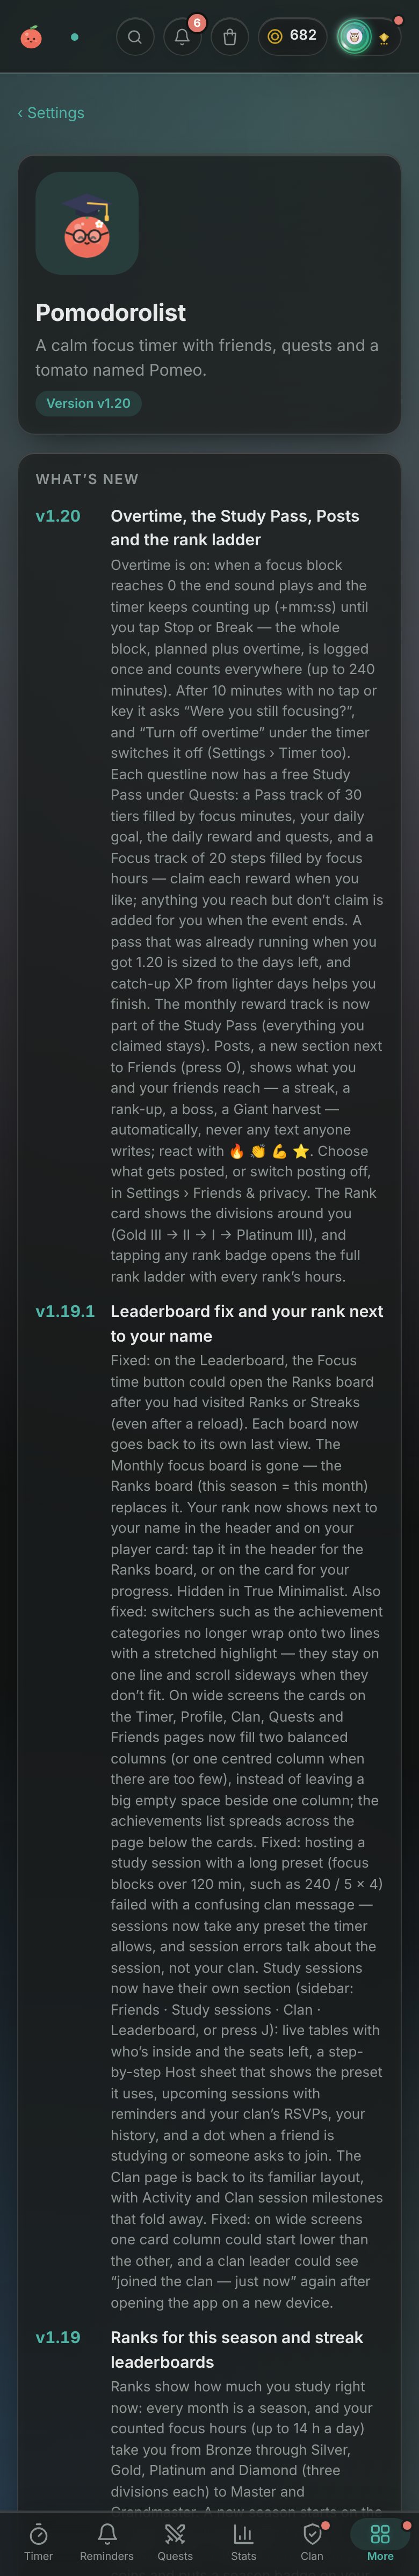 6
682
‹ Settings
Pomodorolist
A calm focus timer with friends, quests and a
tomato named Pomeo.
Version v1.20
WHAT’S NEW
v1.20
Overtime, the Study Pass, Posts
and the rank ladder
Overtime is on: when a focus block
reaches 0 the end sound plays and the
timer keeps counting up (+mm:ss) until
you tap Stop or Break — the whole
block, planned plus overtime, is logged
once and counts everywhere (up to 240
minutes). After 10 minutes with no tap or
key it asks “Were you still focusing?”,
and “Turn off overtime” under the timer
switches it off (Settings › Timer too).
Each questline now has a free Study
Pass under Quests: a Pass track of 30
tiers filled by focus minutes, your daily
goal, the daily reward and quests, and a
Focus track of 20 steps filled by focus
hours — claim each reward when you
like; anything you reach but don’t claim is
added for you when the event ends. A
pass that was already running when you
got 1.20 is sized to the days left, and
catch-up XP from lighter days helps you
finish. The monthly reward track is now
part of the Study Pass (everything you
claimed stays). Posts, a new section next
to Friends (press O), shows what you
and your friends reach — a streak, a
rank-up, a boss, a Giant harvest —
automatically, never any text anyone
writes; react with 🔥 👏 💪 ⭐. Choose
what gets posted, or switch posting off,
in Settings › Friends & privacy. The Rank
card shows the divisions around you
(Gold III → II → I → Platinum III), and
tapping any rank badge opens the full
rank ladder with every rank’s hours.
v1.19.1
Leaderboard fix and your rank next
to your name
Fixed: on the Leaderboard, the Focus
time button could open the Ranks board
after you had visited Ranks or Streaks
(even after a reload). Each board now
goes back to its own last view. The
Monthly focus board is gone — the
Ranks board (this season = this month)
replaces it. Your rank now shows next to
your name in the header and on your
player card: tap it in the header for the
Ranks board, or on the card for your
progress. Hidden in True Minimalist. Also
fixed: switchers such as the achievement
categories no longer wrap onto two lines
with a stretched highlight — they stay on
one line and scroll sideways when they
don’t fit. On wide screens the cards on
the Timer, Profile, Clan, Quests and
Friends pages now fill two balanced
columns (or one centred column when
there are too few), instead of leaving a
big empty space beside one column; the
achievements list spreads across the
page below the cards. Fixed: hosting a
study session with a long preset (focus
blocks over 120 min, such as 240 / 5 × 4)
failed with a confusing clan message —
sessions now take any preset the timer
allows, and session errors talk about the
session, not your clan. Study sessions
now have their own section (sidebar:
Friends · Study sessions · Clan ·
Leaderboard, or press J): live tables with
who’s inside and the seats left, a step-
by-step Host sheet that shows the preset
it uses, upcoming sessions with
reminders and your clan’s RSVPs, your
history, and a dot when a friend is
studying or someone asks to join. The
Clan page is back to its familiar layout,
with Activity and Clan session milestones
that fold away. Fixed: on wide screens
one card column could start lower than
the other, and a clan leader could see
“joined the clan — just now” again after
opening the app on a new device.
v1.19
Ranks for this season and streak
leaderboards
Ranks show how much you study right
now: every month is a season, and your
counted focus hours (up to 14 h a day)
take you from Bronze through Silver,
Gold, Platinum and Diamond (three
divisions each) to Master and
Timer
Reminders
Quests
Stats
Clan
More